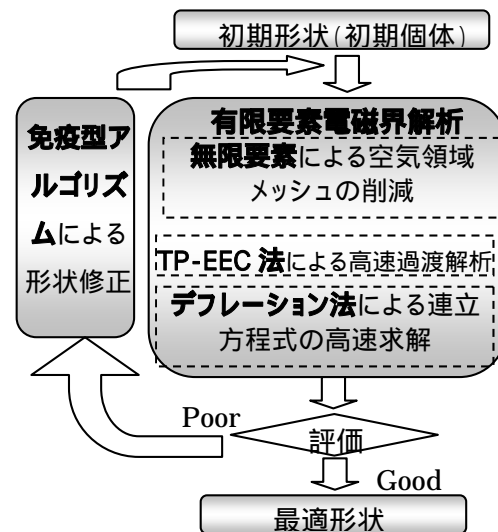 初期形状(初期個体)
有限要素電磁界解析
無限要素による空気領域
メッシュの削減
TP-EEC 法による高速過渡解析
デフレーション法による連立
方程式の高速求解
免疫型ア
ルゴリズ
ムによる
形状修正
Poor
評価
Good
最適形状